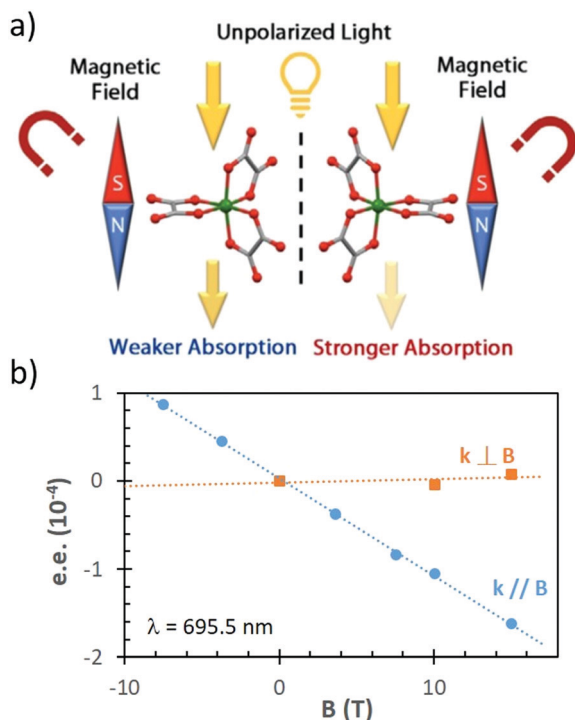 a)
Unpolarized Light
Magnetic
Field
Magnetic
Field
S
N
S
N
Weaker Absorption
Stronger Absorption
b)
1
0
-1
-2
e.e. (10⁻⁴)
k ⊥ B
k // B
λ = 695.5 nm
-10
0
10
B (T)